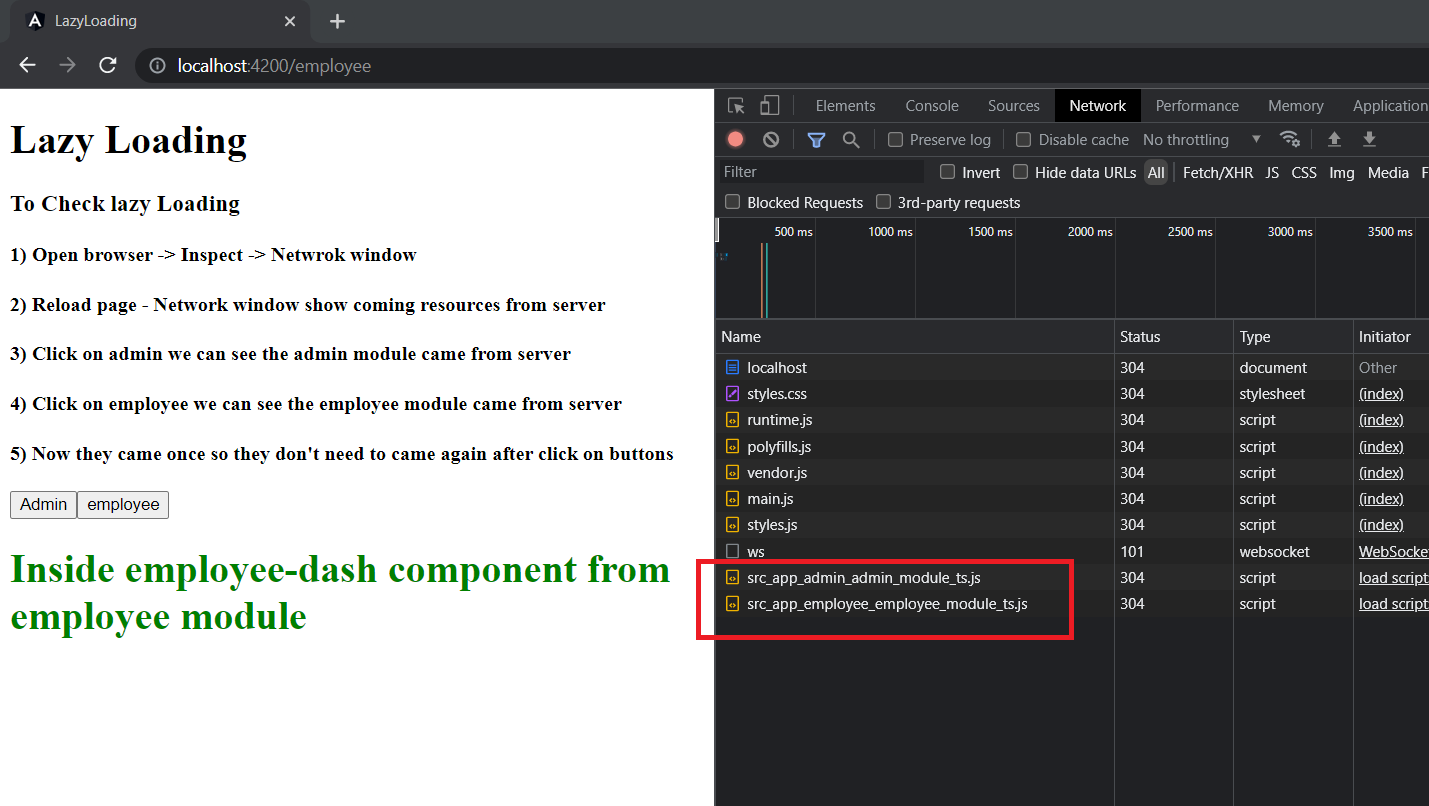 LazyLoading
localhost:4200/employee
Lazy Loading
To Check lazy Loading
1) Open browser -> Inspect -> Netwrok window
2) Reload page - Network window show coming resources from server
3) Click on admin we can see the admin module came from server
4) Click on employee we can see the employee module came from server
5) Now they came once so they don't need to came again after click on buttons
Admin employee
Inside employee-dash component from
employee module
Elements Console Sources Network Performance Memory Application
Preserve log Disable cache No throttling
Filter Invert Hide data URLs All Fetch/XHR JS CSS Img Media F
Blocked Requests 3rd-party requests
500 ms 1000 ms 1500 ms 2000 ms 2500 ms 3000 ms 3500 ms
Name Status Type Initiator
localhost 304 document Other
styles.css 304 stylesheet (index)
runtime.js 304 script (index)
polyfills.js 304 script (index)
vendor.js 304 script (index)
main.js 304 script (index)
styles.js 304 script (index)
ws 101 websocket WebSocke
src_app_admin_admin_module_ts.js 304 script load script
src_app_employee_employee_module_ts.js 304 script load script